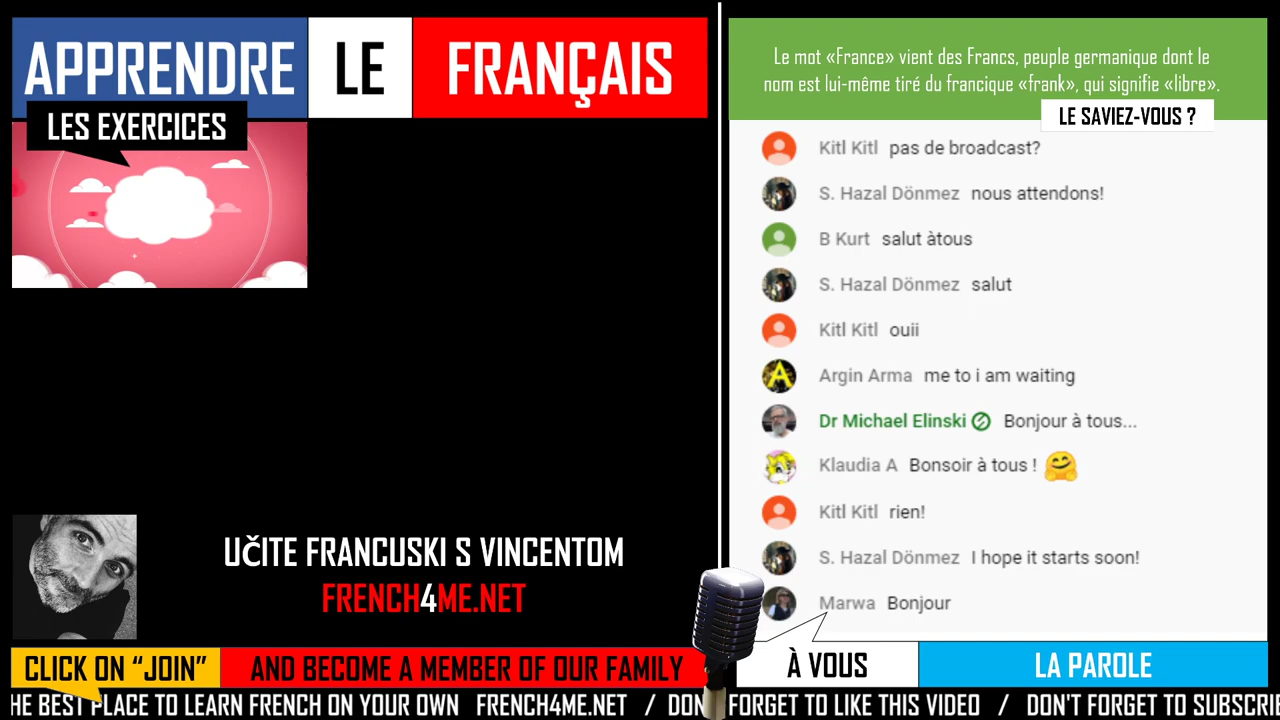 APPRENDRE LE FRANÇAIS
LES EXERCICES
Le mot «France» vient des Francs, peuple germanique dont le
nom est lui-même tiré du francique «frank», qui signifie «libre».
LE SAVIEZ-VOUS ?
Kitl Kitl pas de broadcast?
S. Hazal Dönmez nous attendons!
B Kurt salut àtous
S. Hazal Dönmez salut
Kitl Kitl ouii
Argin Arma me to i am waiting
Dr Michael Elinski Bonjour à tous...
Klaudia A Bonsoir à tous !
Kitl Kitl rien!
S. Hazal Dönmez I hope it starts soon!
Marwa Bonjour
UČITE FRANCUSKI S VINCENTOM
FRENCH4ME.NET
CLICK ON “JOIN” AND BECOME A MEMBER OF OUR FAMILY
À VOUS LA PAROLE
HE BEST PLACE TO LEARN FRENCH ON YOUR OWN FRENCH4ME.NET / DON FORGET TO LIKE THIS VIDEO / DON'T FORGET TO SUBSCRI